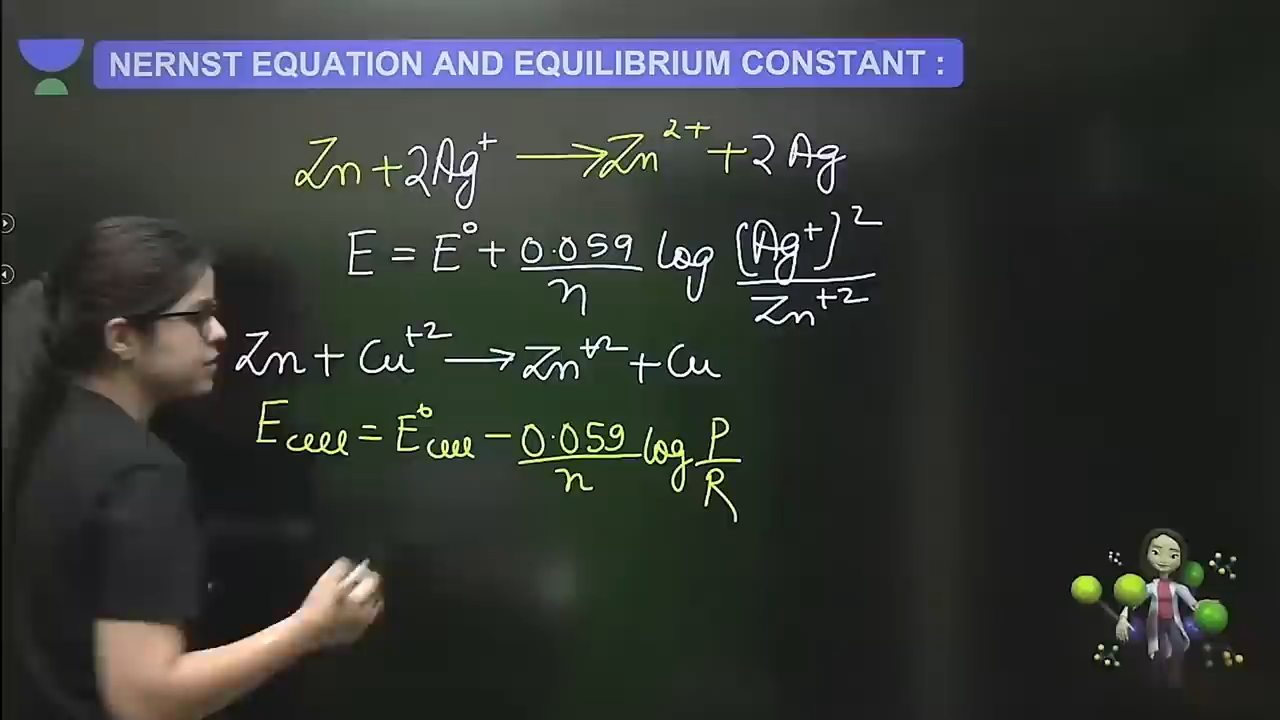 NERNST EQUATION AND EQUILIBRIUM CONSTANT :
Zn + 2Ag⁺ ⟶ Zn²⁺ + 2Ag
E = E° + 0.059/n log (Ag⁺)²/Zn⁺²
Zn + Cu⁺² ⟶ Zn⁺² + Cu
Ecell = E°cell − 0.059/n log P/R